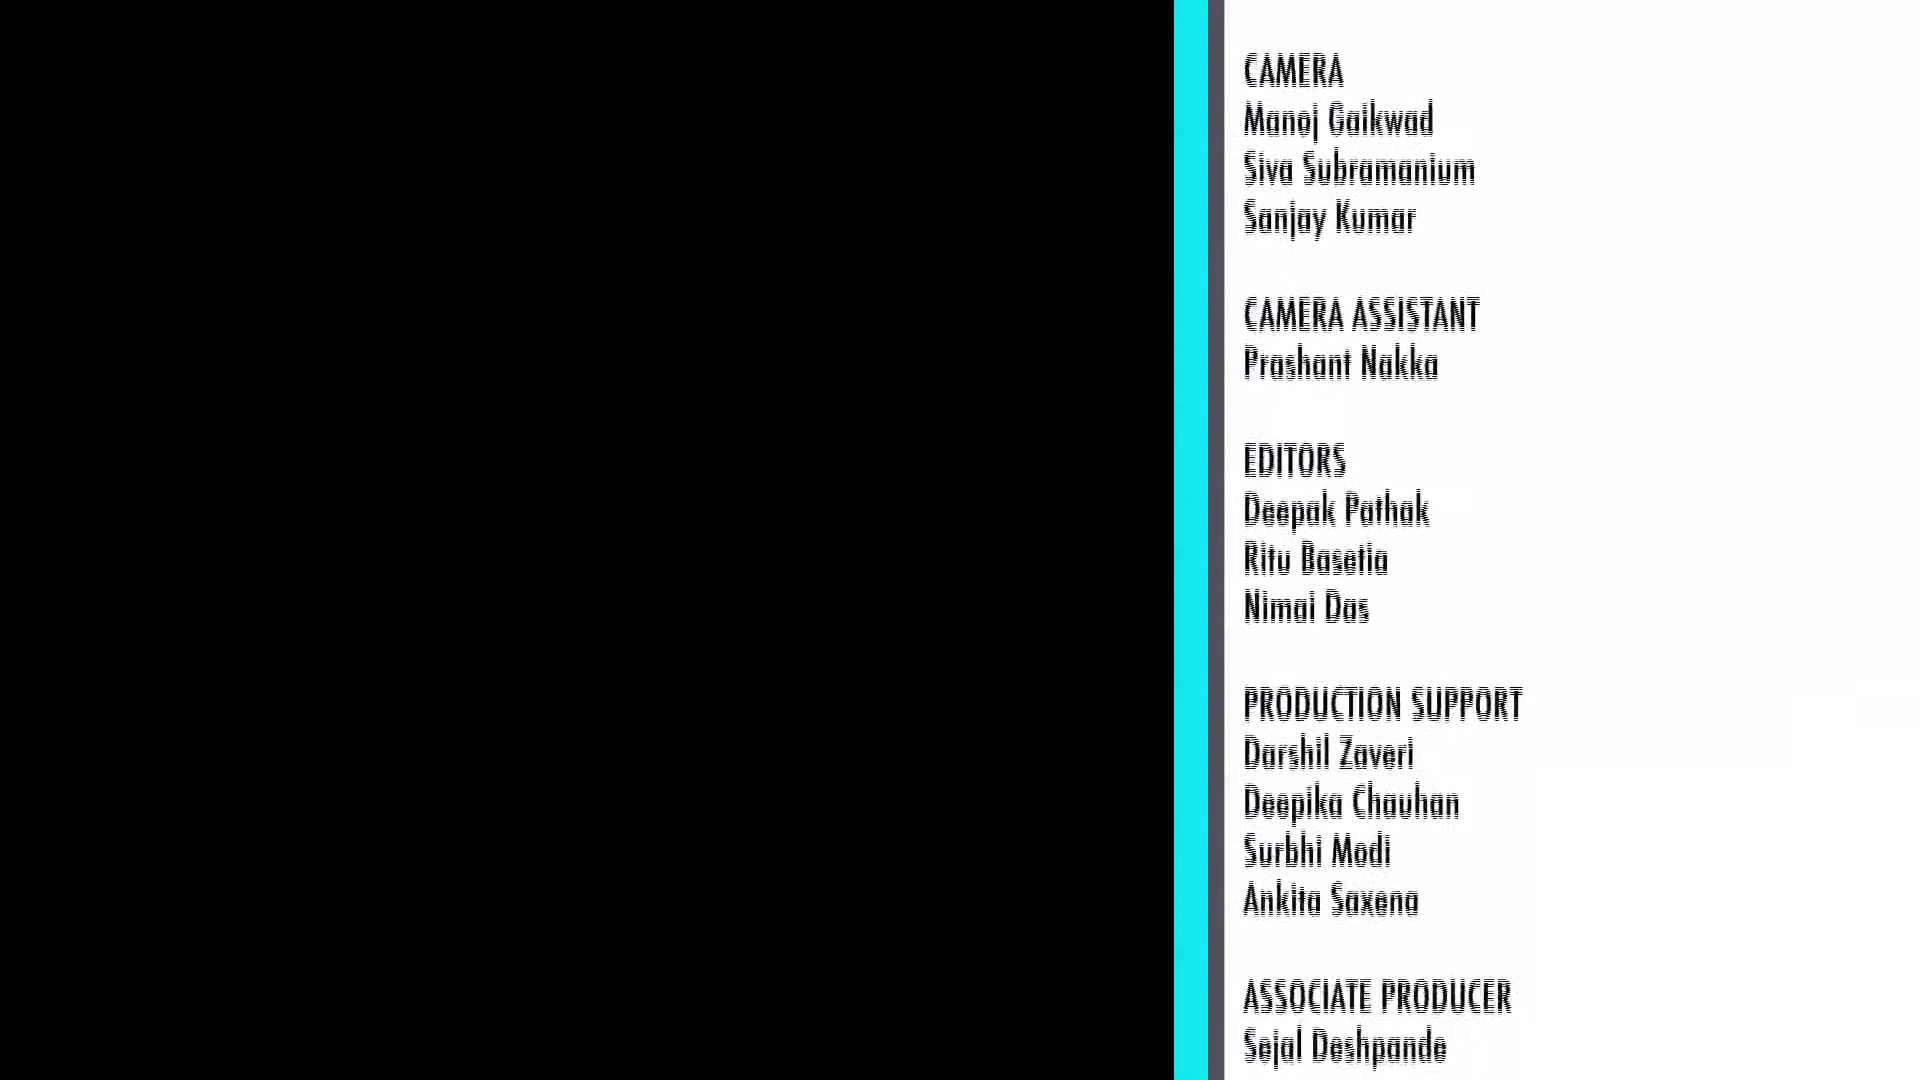 CAMERA
Manoj Gaikwad
Siva Subramanium
Sanjay Kumar
CAMERA ASSISTANT
Prashant Nakka
EDITORS
Deepak Pathak
Ritu Basetia
Nimai Das
PRODUCTION SUPPORT
Darshil Zaveri
Deepika Chauhan
Surbhi Modi
Ankita Saxena
ASSOCIATE PRODUCER
Sejal Deshpande